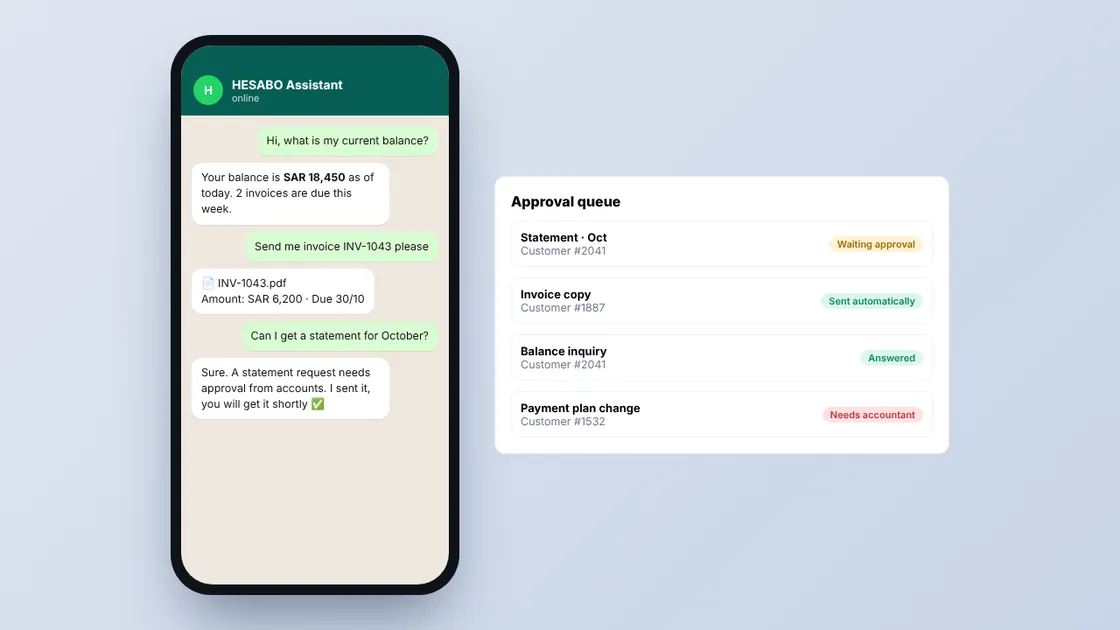 H
HESABO Assistant
online
Hi, what is my current balance?
Your balance is SAR 18,450 as of
today. 2 invoices are due this
week.
Send me invoice INV-1043 please
📄 INV-1043.pdf
Amount: SAR 6,200 · Due 30/10
Can I get a statement for October?
Sure. A statement request needs
approval from accounts. I sent it,
you will get it shortly ✅
Approval queue
Statement · Oct
Customer #2041
Waiting approval
Invoice copy
Customer #1887
Sent automatically
Balance inquiry
Customer #2041
Answered
Payment plan change
Customer #1532
Needs accountant